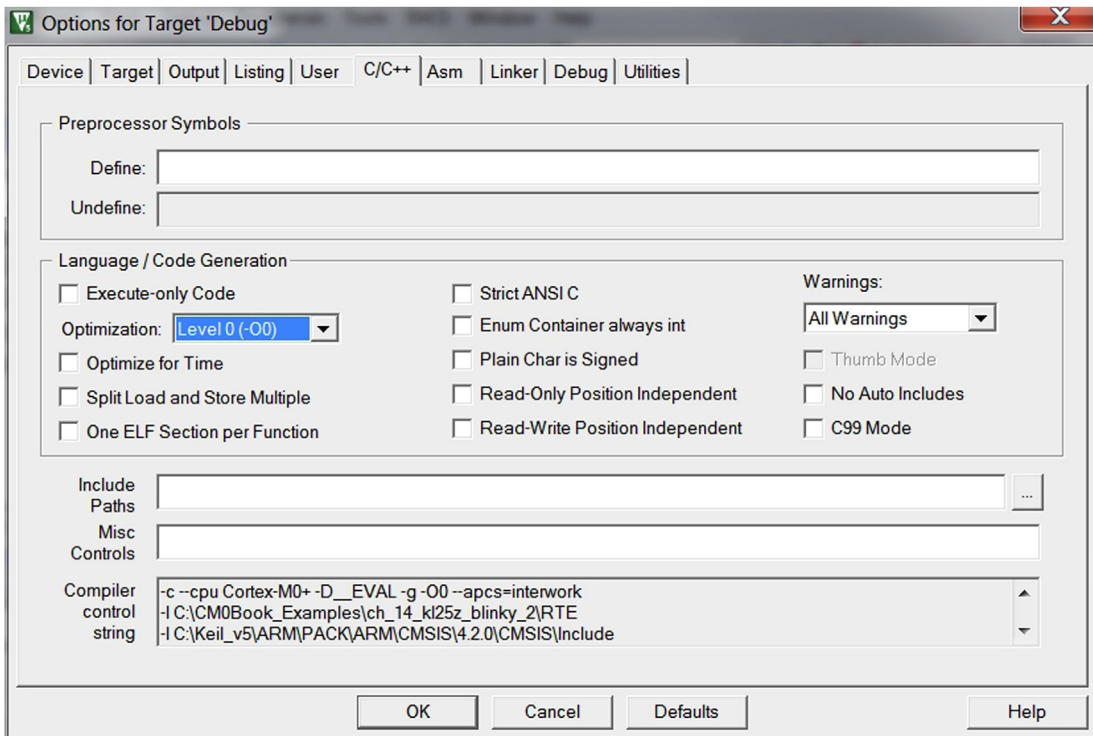 Options for Target 'Debug'
Device Target Output Listing User C/C++ Asm Linker Debug Utilities
Preprocessor Symbols
Define:
Undefine:
Language / Code Generation
Execute-only Code
Optimization: Level 0 (-O0)
Optimize for Time
Split Load and Store Multiple
One ELF Section per Function
Strict ANSI C
Enum Container always int
Plain Char is Signed
Read-Only Position Independent
Read-Write Position Independent
Warnings:
All Warnings
Thumb Mode
No Auto Includes
C99 Mode
Include
Paths
...
Misc
Controls
Compiler
control
string
-c --cpu Cortex-M0+ -D__EVAL -g -O0 --apcs=interwork
-I C:\CM0Book_Examples\ch_14_kl25z_blinky_2\RTE
-I C:\Keil_v5\ARM\PACK\ARM\CMSIS\4.2.0\CMSIS\Include
OK Cancel Defaults Help